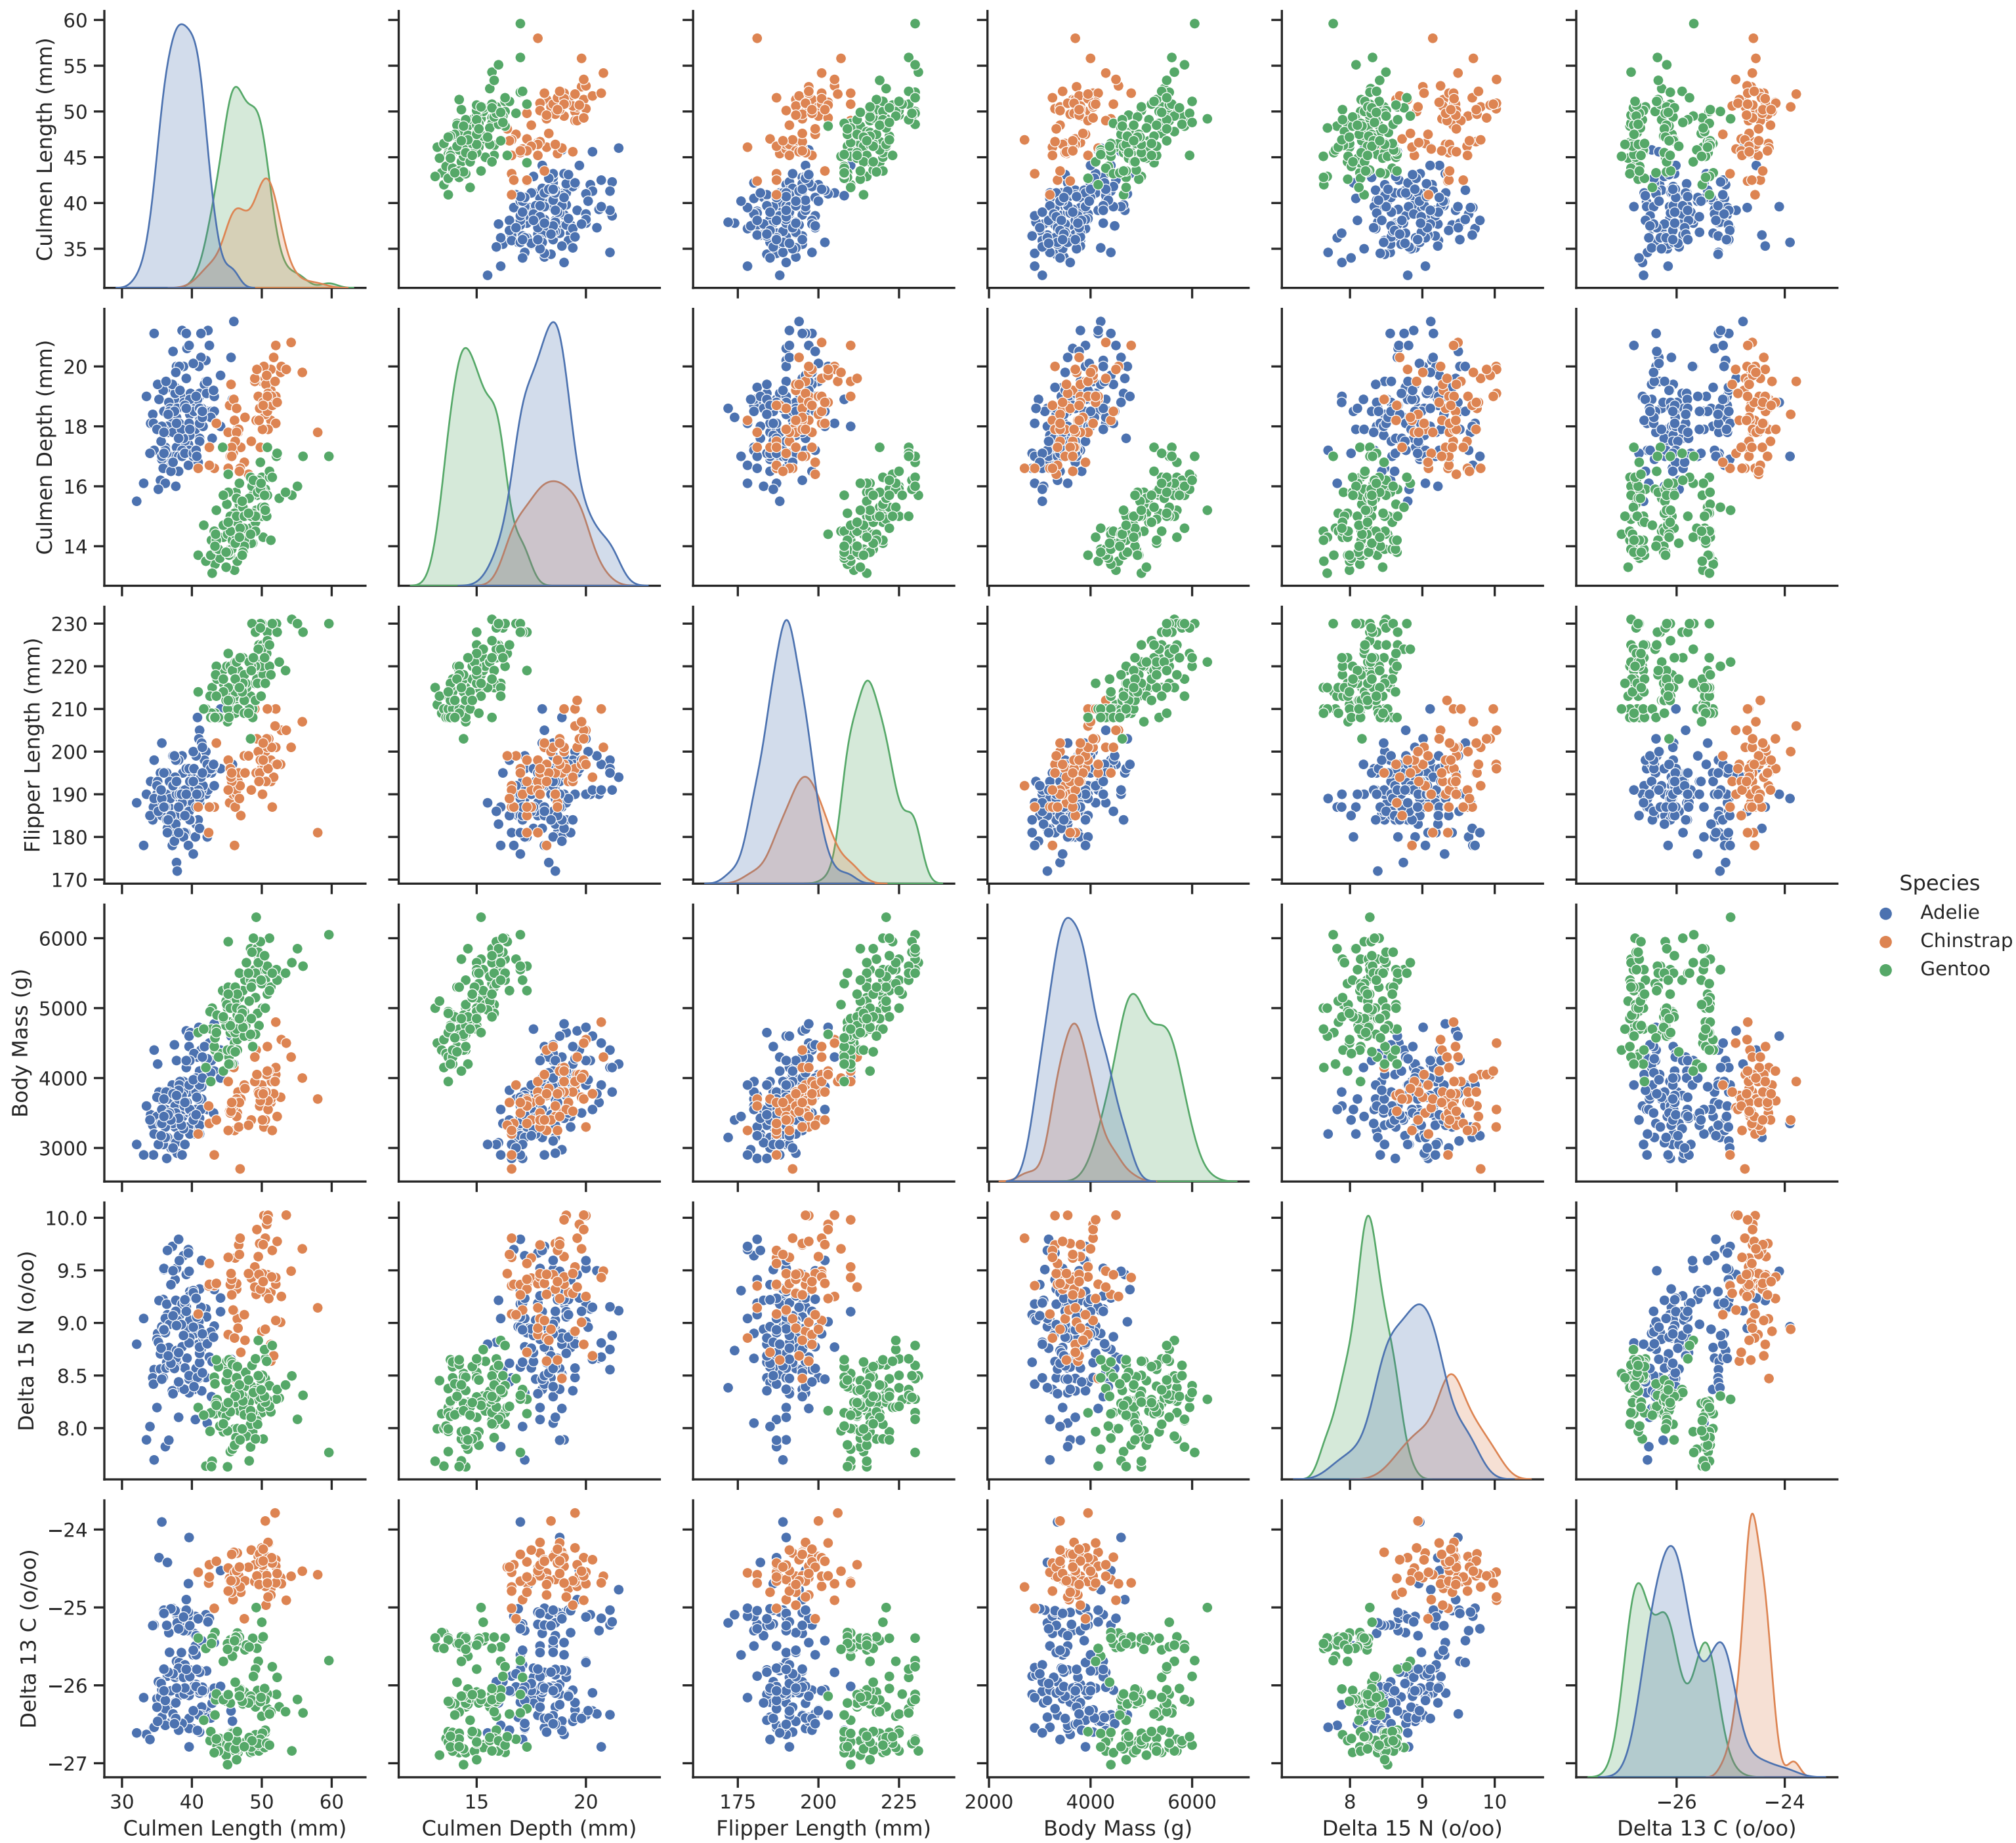 Culmen Length (mm)
60
55
50
45
40
35
Culmen Depth (mm)
20
18
16
14
Flipper Length (mm)
230
220
210
200
190
180
170
Species
Adelie
Chinstrap
Gentoo
Body Mass (g)
6000
5000
4000
3000
Delta 15 N (o/oo)
10.0
9.5
9.0
8.5
8.0
Delta 13 C (o/oo)
−24
−25
−26
−27
30 40 50 60
15 20
175 200 225
2000 4000 6000
8 9 10
−26 −24
Culmen Length (mm)
Culmen Depth (mm)
Flipper Length (mm)
Body Mass (g)
Delta 15 N (o/oo)
Delta 13 C (o/oo)